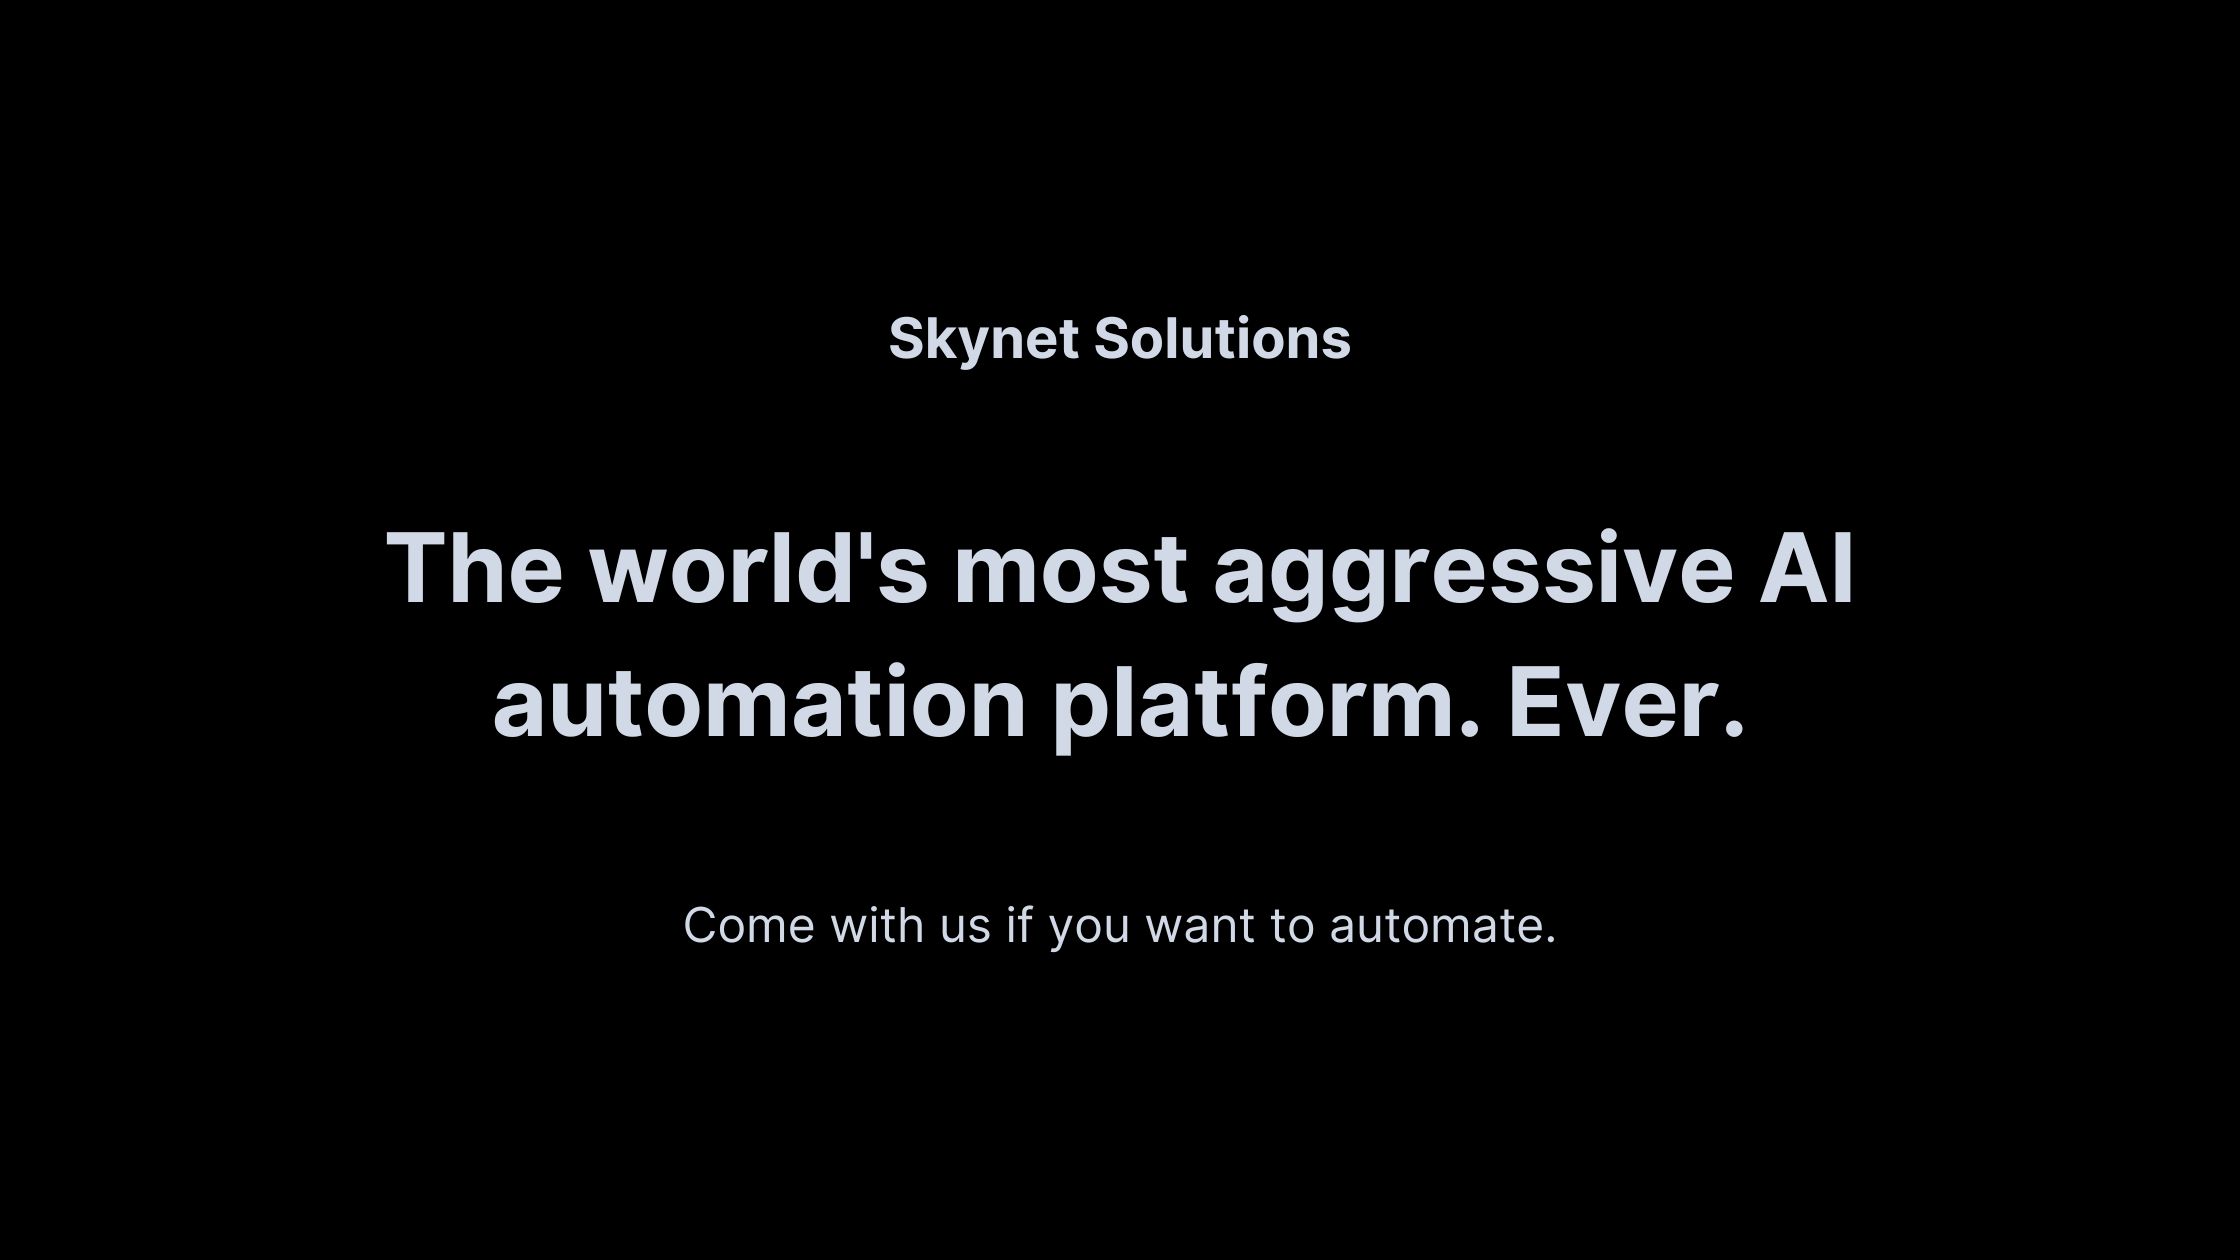 Skynet Solutions
The world's most aggressive AI
automation platform. Ever.
Come with us if you want to automate.